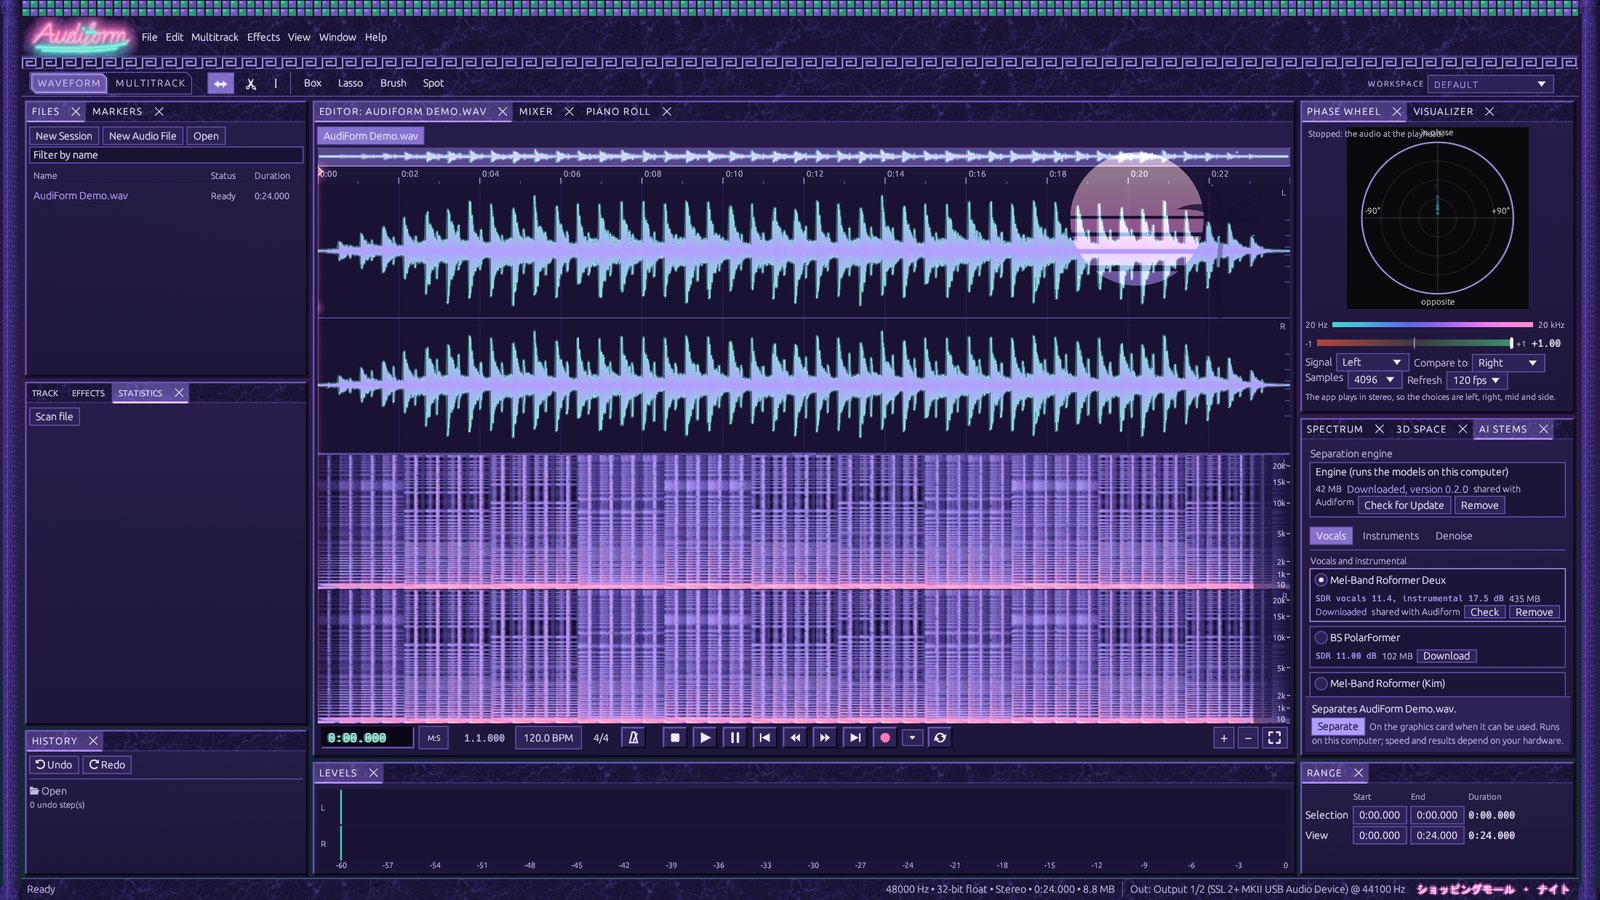 Audiform
File Edit Multitrack Effects View Window Help
WAVEFORM MULTITRACK
Box Lasso Brush Spot
WORKSPACE DEFAULT
FILES MARKERS
New Session New Audio File Open
Filter by name
Name Status Duration
AudiForm Demo.wav Ready 0:24.000
TRACK EFFECTS STATISTICS
Scan file
HISTORY
Undo Redo
Open
0 undo step(s)
EDITOR: AUDIFORM DEMO.WAV MIXER PIANO ROLL
AudiForm Demo.wav
0:00 0:02 0:04 0:06 0:08 0:10 0:12 0:14 0:16 0:18 0:20 0:22
L
R
20k
15k
10k
5k
2k
1k
10
20k
15k
10k
5k
2k
1k
10
0:00.000 M:S 1.1.000 120.0 BPM 4/4
LEVELS
L
R
-60 -57 -54 -51 -48 -45 -42 -39 -36 -33 -30 -27 -24 -21 -18 -15 -12 -9 -6 -3 0
PHASE WHEEL VISUALIZER
Stopped: the audio at the playhead.
in phase
-90° +90°
opposite
20 Hz 20 kHz
-1 +1 +1.00
Signal Left Compare to Right
Samples 4096 Refresh 120 fps
The app plays in stereo, so the choices are left, right, mid and side.
SPECTRUM 3D SPACE AI STEMS
Separation engine
Engine (runs the models on this computer)
42 MB Downloaded, version 0.2.0 shared with
Audiform Check for Update Remove
Vocals Instruments Denoise
Vocals and instrumental
Mel-Band Roformer Deux
SDR vocals 11.4, instrumental 17.5 dB 435 MB
Downloaded shared with Audiform Check Remove
BS PolarFormer
SDR 11.00 dB 102 MB Download
Mel-Band Roformer (Kim)
Separates AudiForm Demo.wav.
Separate On the graphics card when it can be used. Runs
on this computer; speed and results depend on your hardware.
RANGE
Start End Duration
Selection 0:00.000 0:00.000 0:00.000
View 0:00.000 0:24.000 0:24.000
Ready
48000 Hz • 32-bit float • Stereo • 0:24.000 • 8.8 MB Out: Output 1/2 (SSL 2+ MKII USB Audio Device) @ 44100 Hz ショッピングモール ・ ナイト